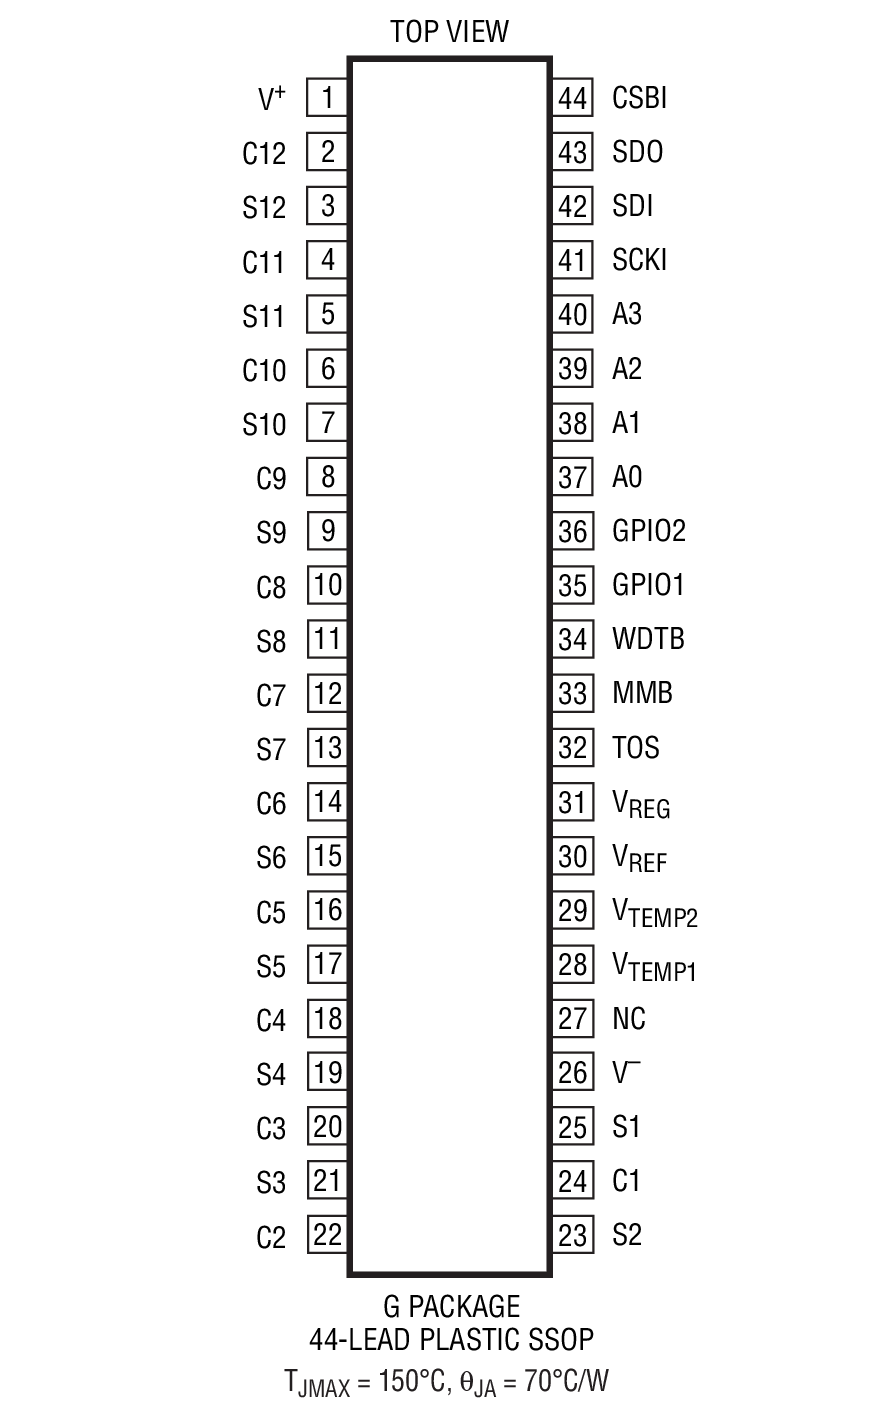 TOP VIEW
V+ 1 44 CSBI
C12 2 43 SDO
S12 3 42 SDI
C11 4 41 SCKI
S11 5 40 A3
C10 6 39 A2
S10 7 38 A1
C9 8 37 A0
S9 9 36 GPIO2
C8 10 35 GPIO1
S8 11 34 WDTB
C7 12 33 MMB
S7 13 32 TOS
C6 14 31 VREG
S6 15 30 VREF
C5 16 29 VTEMP2
S5 17 28 VTEMP1
C4 18 27 NC
S4 19 26 V–
C3 20 25 S1
S3 21 24 C1
C2 22 23 S2
G PACKAGE
44-LEAD PLASTIC SSOP
TJMAX = 150°C, θJA = 70°C/W